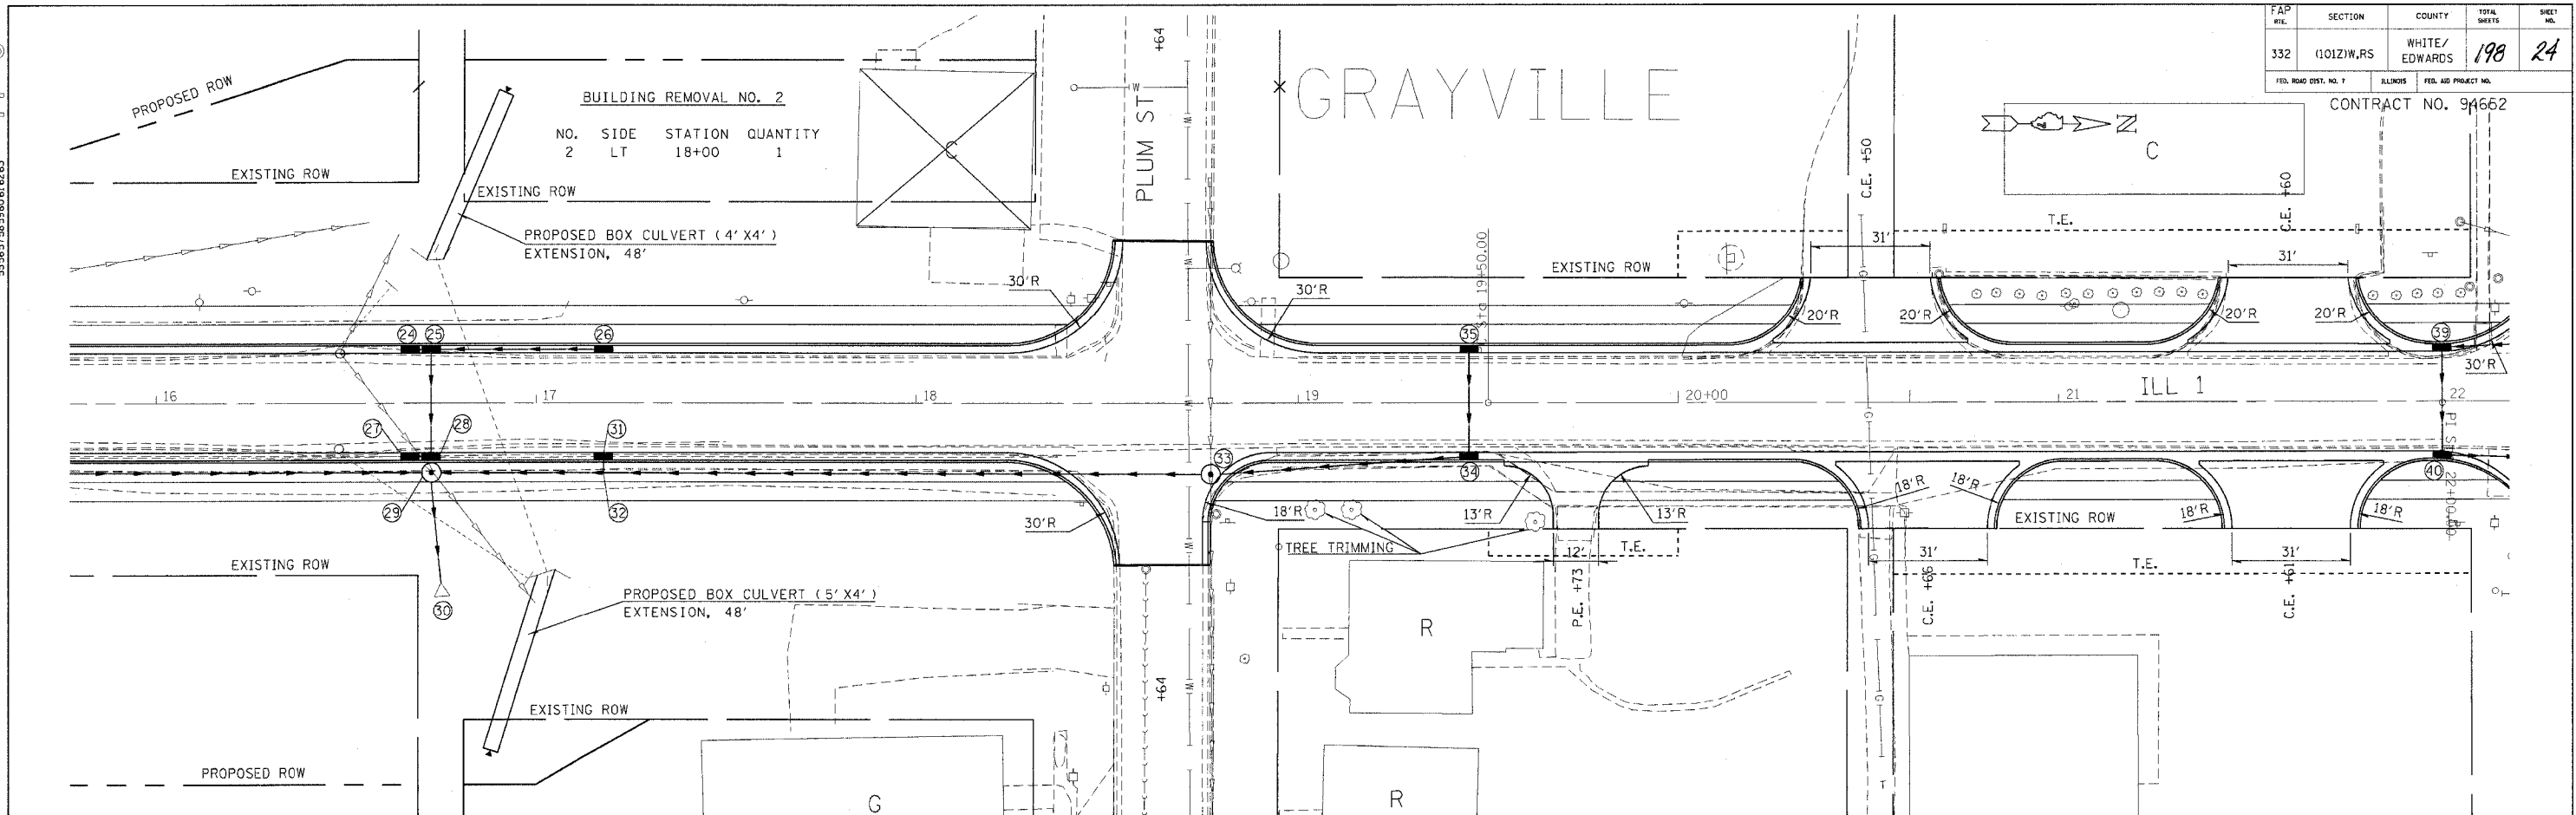 FAP RTE. SECTION COUNTY TOTAL SHEETS SHEET NO.
332 (101Z)W,RS WHITE/ EDWARDS 198 24
FED. ROAD DIST. NO. 7 ILLINOIS FED. AID PROJECT NO.
CONTRACT NO. 94662
GRAYVILLE
N
BUILDING REMOVAL NO. 2
NO. SIDE STATION QUANTITY
2 LT 18+00 1
PROPOSED ROW
EXISTING ROW
EXISTING ROW
PROPOSED BOX CULVERT (4'X4')
EXTENSION, 48'
C
PLUM ST
+64
W
C.E. +50
C
C.E. +60
T.E.
31'
31'
EXISTING ROW
Sta 19+50.00
30'R
30'R
20'R
20'R
20'R
20'R
30'R
24
25
26
35
39
16
17
18
19
20+00
21
22
ILL 1
27
28
31
33
34
40
29
32
30
30'R
18'R
13'R
13'R
18'R
18'R
18'R
18'R
TREE TRIMMING
12'
T.E.
P.E. +73
31'
C.E. +66
EXISTING ROW
T.E.
31'
C.E. +61
EXISTING ROW
PROPOSED BOX CULVERT (5'X4')
EXTENSION, 48'
EXISTING ROW
PROPOSED ROW
+64
G
R
R